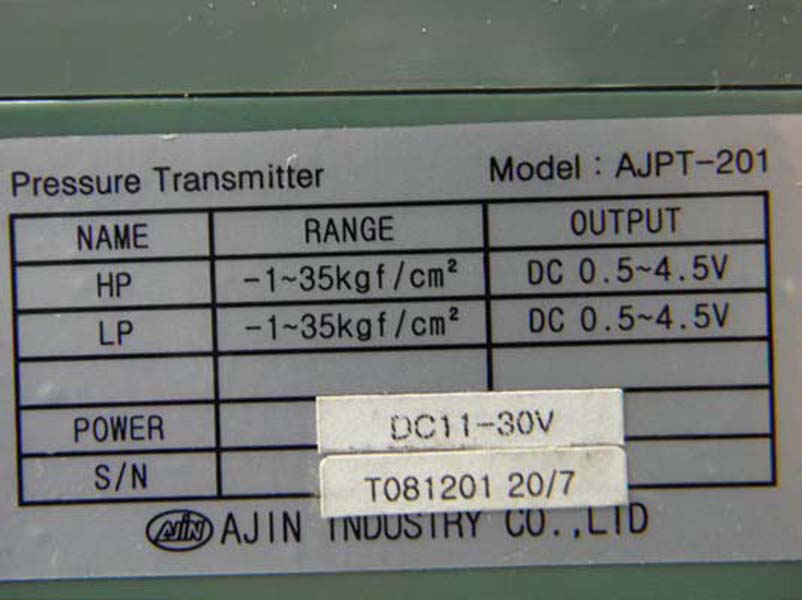 Pressure Transmitter Model : AJPT-201
NAME RANGE OUTPUT
HP -1~35kgf/cm² DC 0.5~4.5V
LP -1~35kgf/cm² DC 0.5~4.5V
POWER DC11-30V
S/N T081201 20/7
AJIN AJIN INDUSTRY CO.,LTD